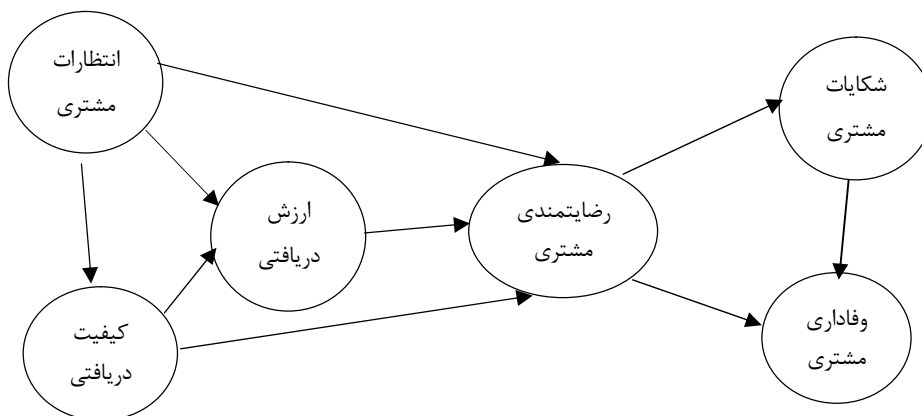 انتظارات
مشتری
شکایات
مشتری
ارزش
دریافتی
رضایتمندی
مشتری
کیفیت
دریافتی
وفاداری
مشتری